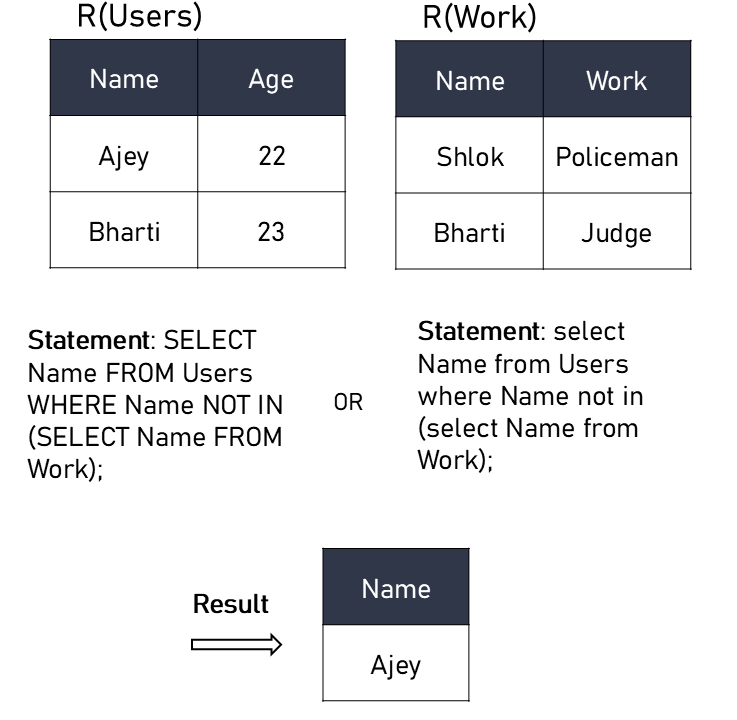 R(Users)
Name Age
Ajey 22
Bharti 23
R(Work)
Name Work
Shlok Policeman
Bharti Judge
Statement: SELECT
Name FROM Users
WHERE Name NOT IN
(SELECT Name FROM
Work);
OR
Statement: select
Name from Users
where Name not in
(select Name from
Work);
Result
Name
Ajey